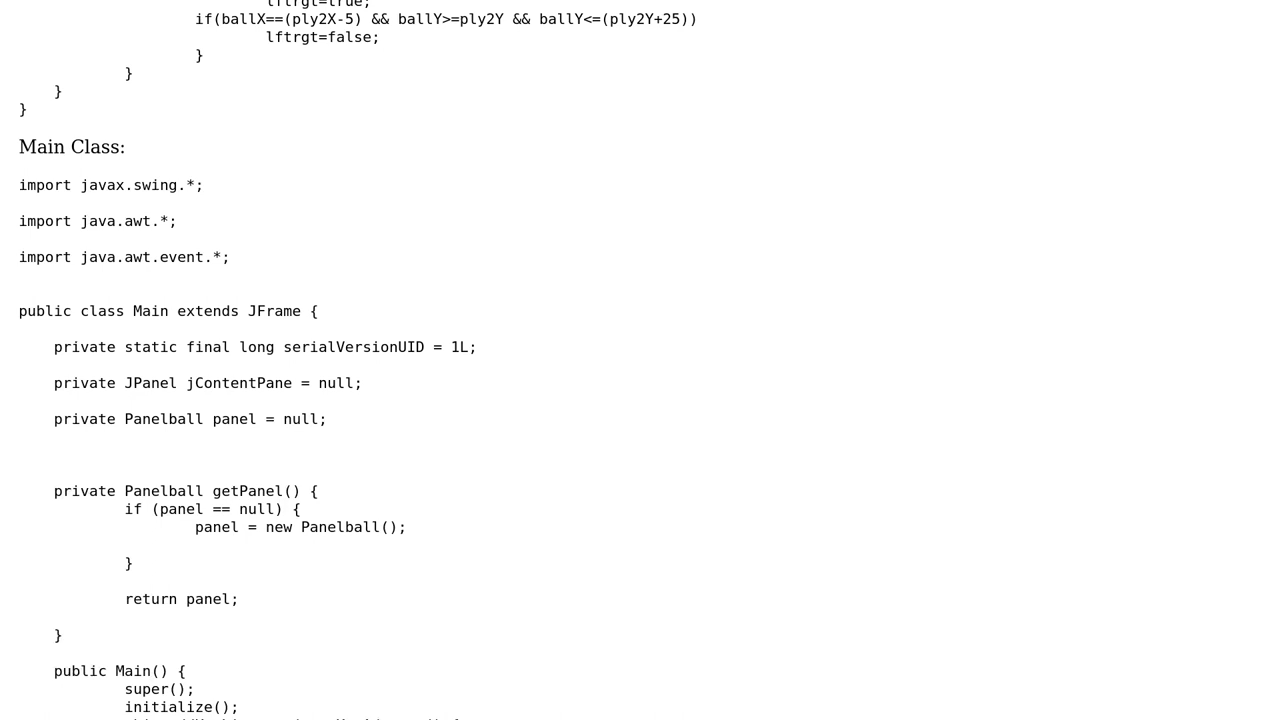 lftrgt=true;
if(ballX==(ply2X-5) && ballY>=ply2Y && ballY<=(ply2Y+25))
lftrgt=false;
}
}
}
}
Main Class:
import javax.swing.*;
import java.awt.*;
import java.awt.event.*;
public class Main extends JFrame {
private static final long serialVersionUID = 1L;
private JPanel jContentPane = null;
private Panelball panel = null;
private Panelball getPanel() {
if (panel == null) {
panel = new Panelball();
}
return panel;
}
public Main() {
super();
initialize();